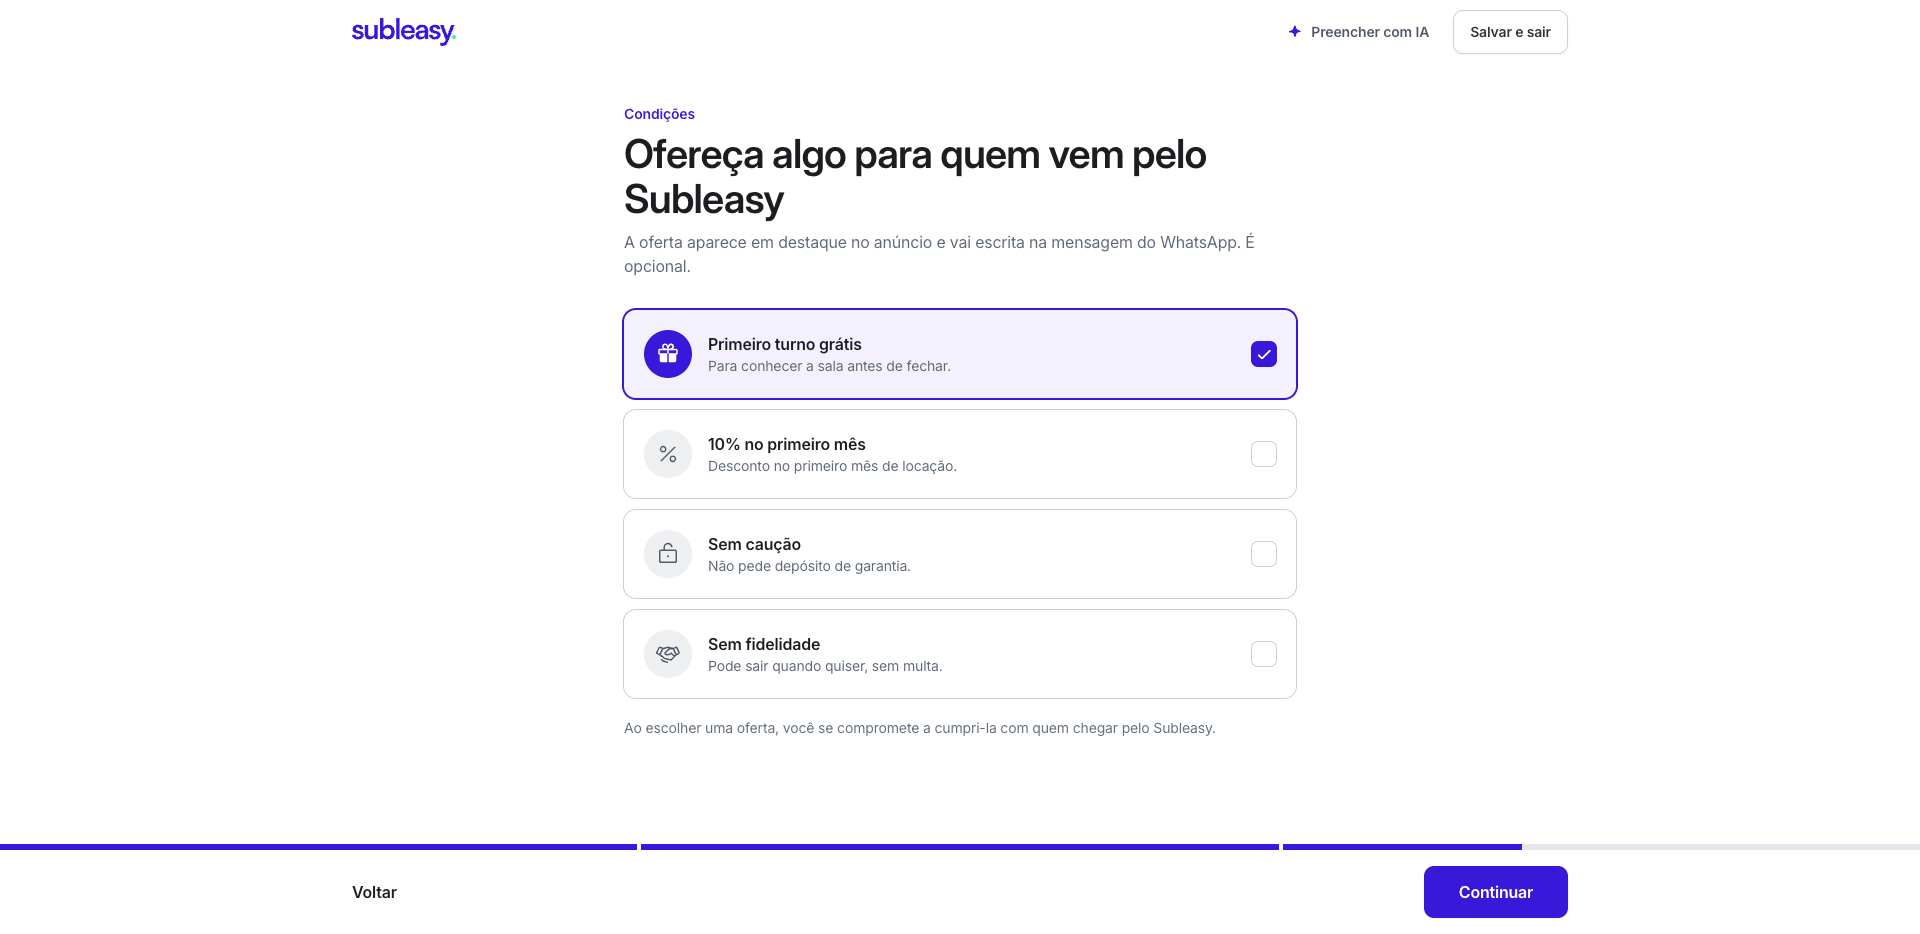 subleasy.
Preencher com IA
Salvar e sair
Condições
Ofereça algo para quem vem pelo
Subleasy
A oferta aparece em destaque no anúncio e vai escrita na mensagem do WhatsApp. É
opcional.
Primeiro turno grátis
Para conhecer a sala antes de fechar.
10% no primeiro mês
Desconto no primeiro mês de locação.
Sem caução
Não pede depósito de garantia.
Sem fidelidade
Pode sair quando quiser, sem multa.
Ao escolher uma oferta, você se compromete a cumpri-la com quem chegar pelo Subleasy.
Voltar
Continuar